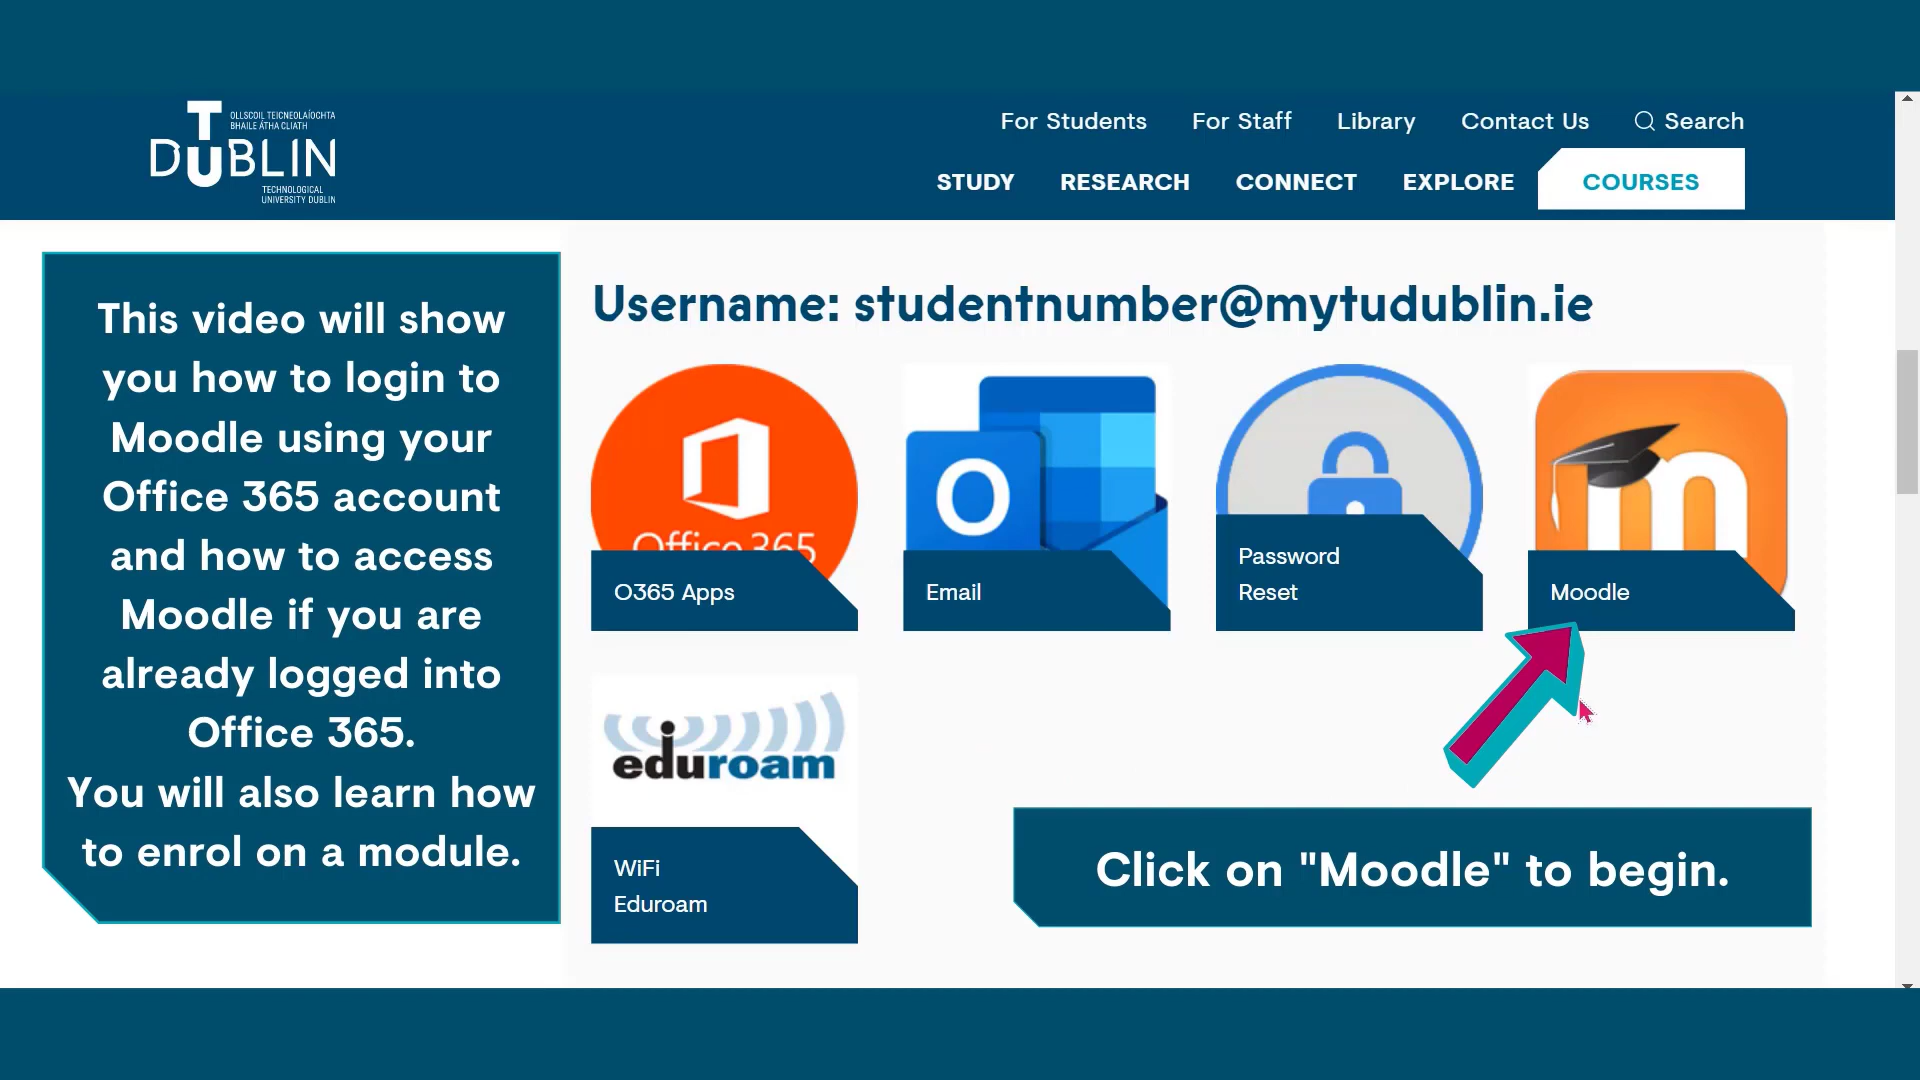 OLLSCOIL TEICNEOLAÍOCHTA
BHAILE ÁTHA CLIATH
TU DUBLIN
TECHNOLOGICAL
UNIVERSITY DUBLIN
For Students For Staff Library Contact Us Search
STUDY RESEARCH CONNECT EXPLORE COURSES
This video will show
you how to login to
Moodle using your
Office 365 account
and how to access
Moodle if you are
already logged into
Office 365.
You will also learn how
to enrol on a module.
Username: studentnumber@mytudublin.ie
Office 365
O365 Apps
Email
Password
Reset
m
Moodle
eduroam
WiFi
Eduroam
Click on "Moodle" to begin.